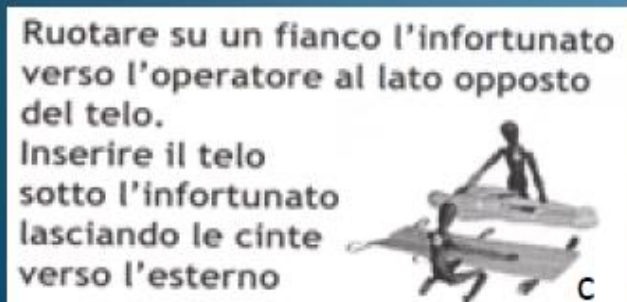 Ruotare su un fianco l'infortunato
verso l'operatore al lato opposto
del telo.
Inserire il telo
sotto l'infortunato
lasciando le cinte
verso l'esterno
C